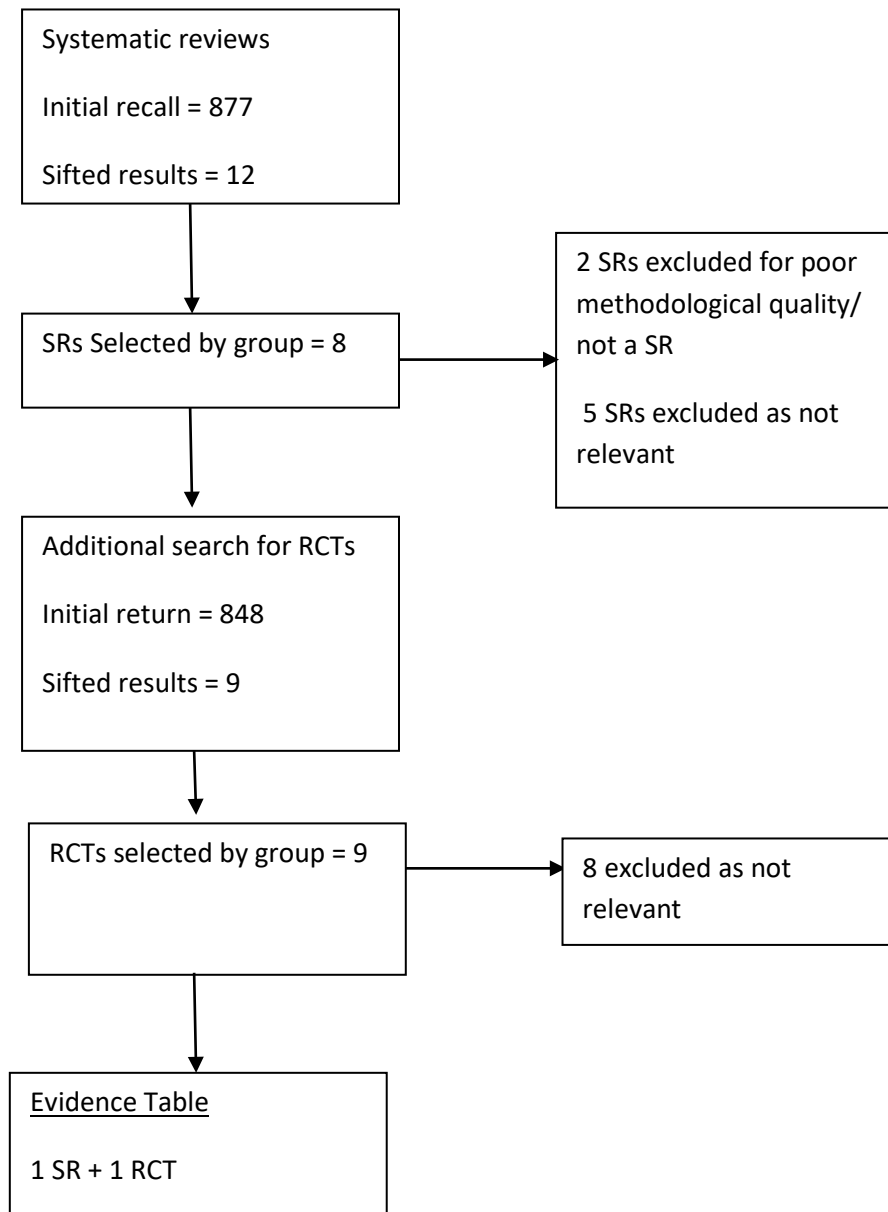 Systematic reviews
Initial recall = 877
Sifted results = 12
2 SRs excluded for poor
methodological quality/
not a SR
5 SRs excluded as not
relevant
SRs Selected by group = 8
Additional search for RCTs
Initial return = 848
Sifted results = 9
RCTs selected by group = 9
8 excluded as not
relevant
Evidence Table
1 SR + 1 RCT